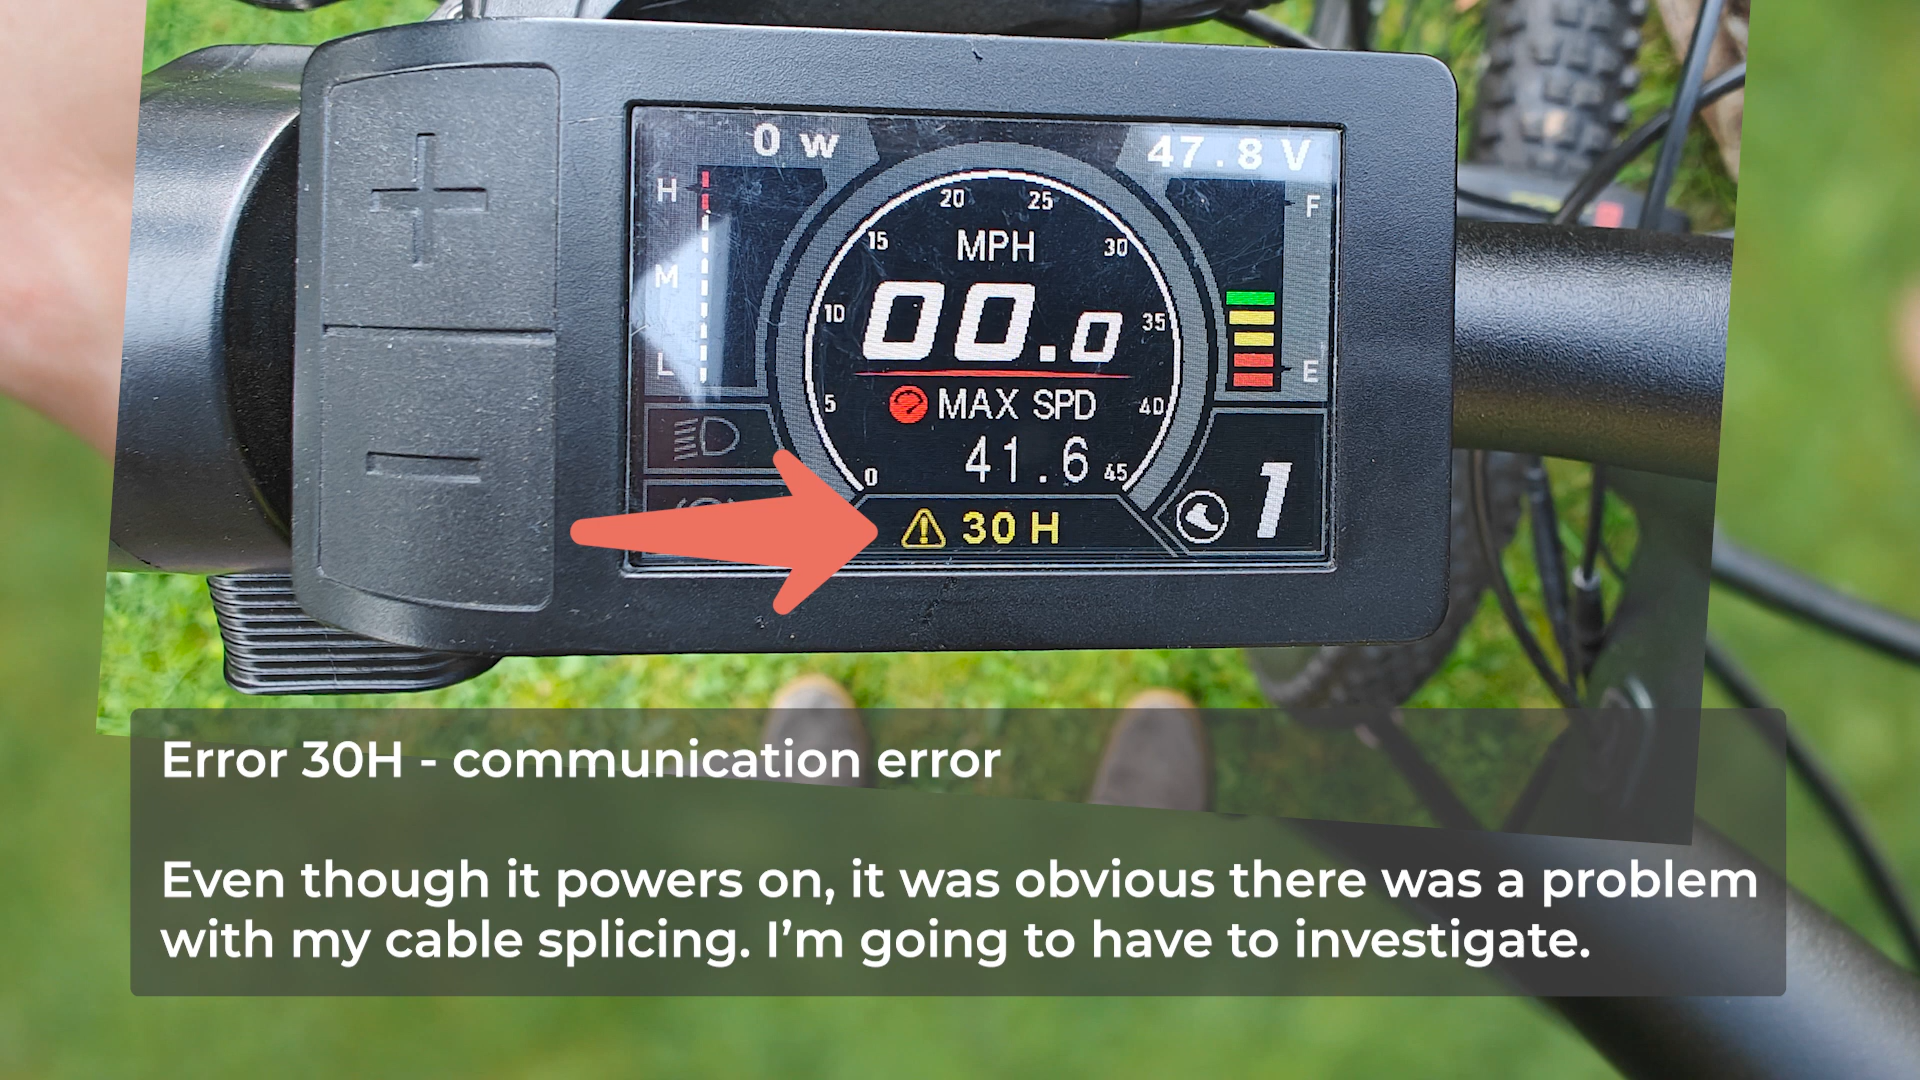 0 W
47.8 V
H
M
L
F
E
20 25
15 30
MPH
10 35
00.0
5 40
MAX SPD
41.6
0 45
30 H
1
Error 30H - communication error
Even though it powers on, it was obvious there was a problem
with my cable splicing. I’m going to have to investigate.